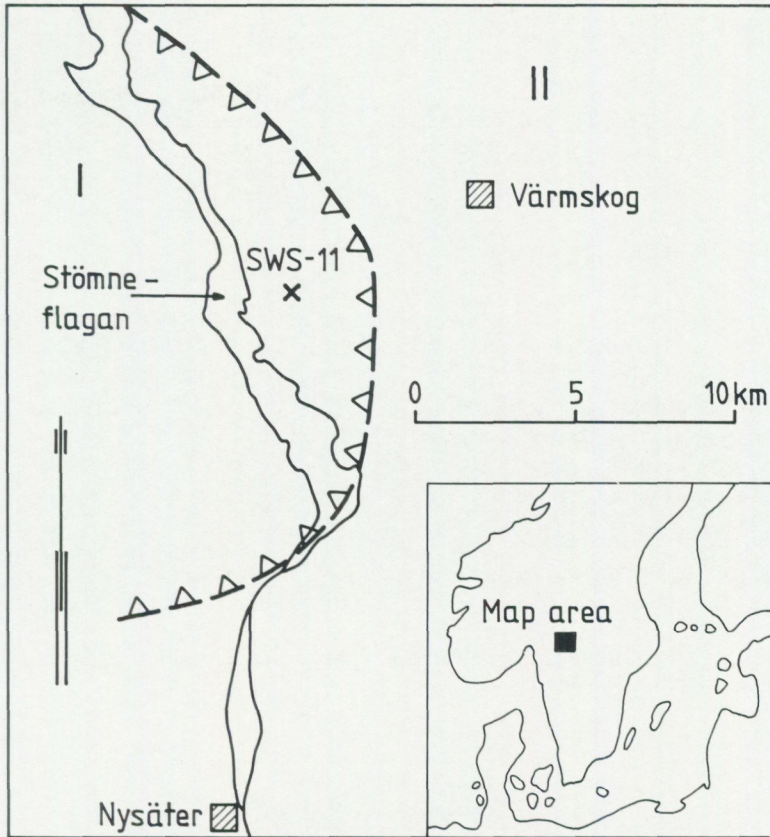 II
I
Värmskog
SWS-11
Stömne-
flagan
0 5 10 km
Map area
Nysäter